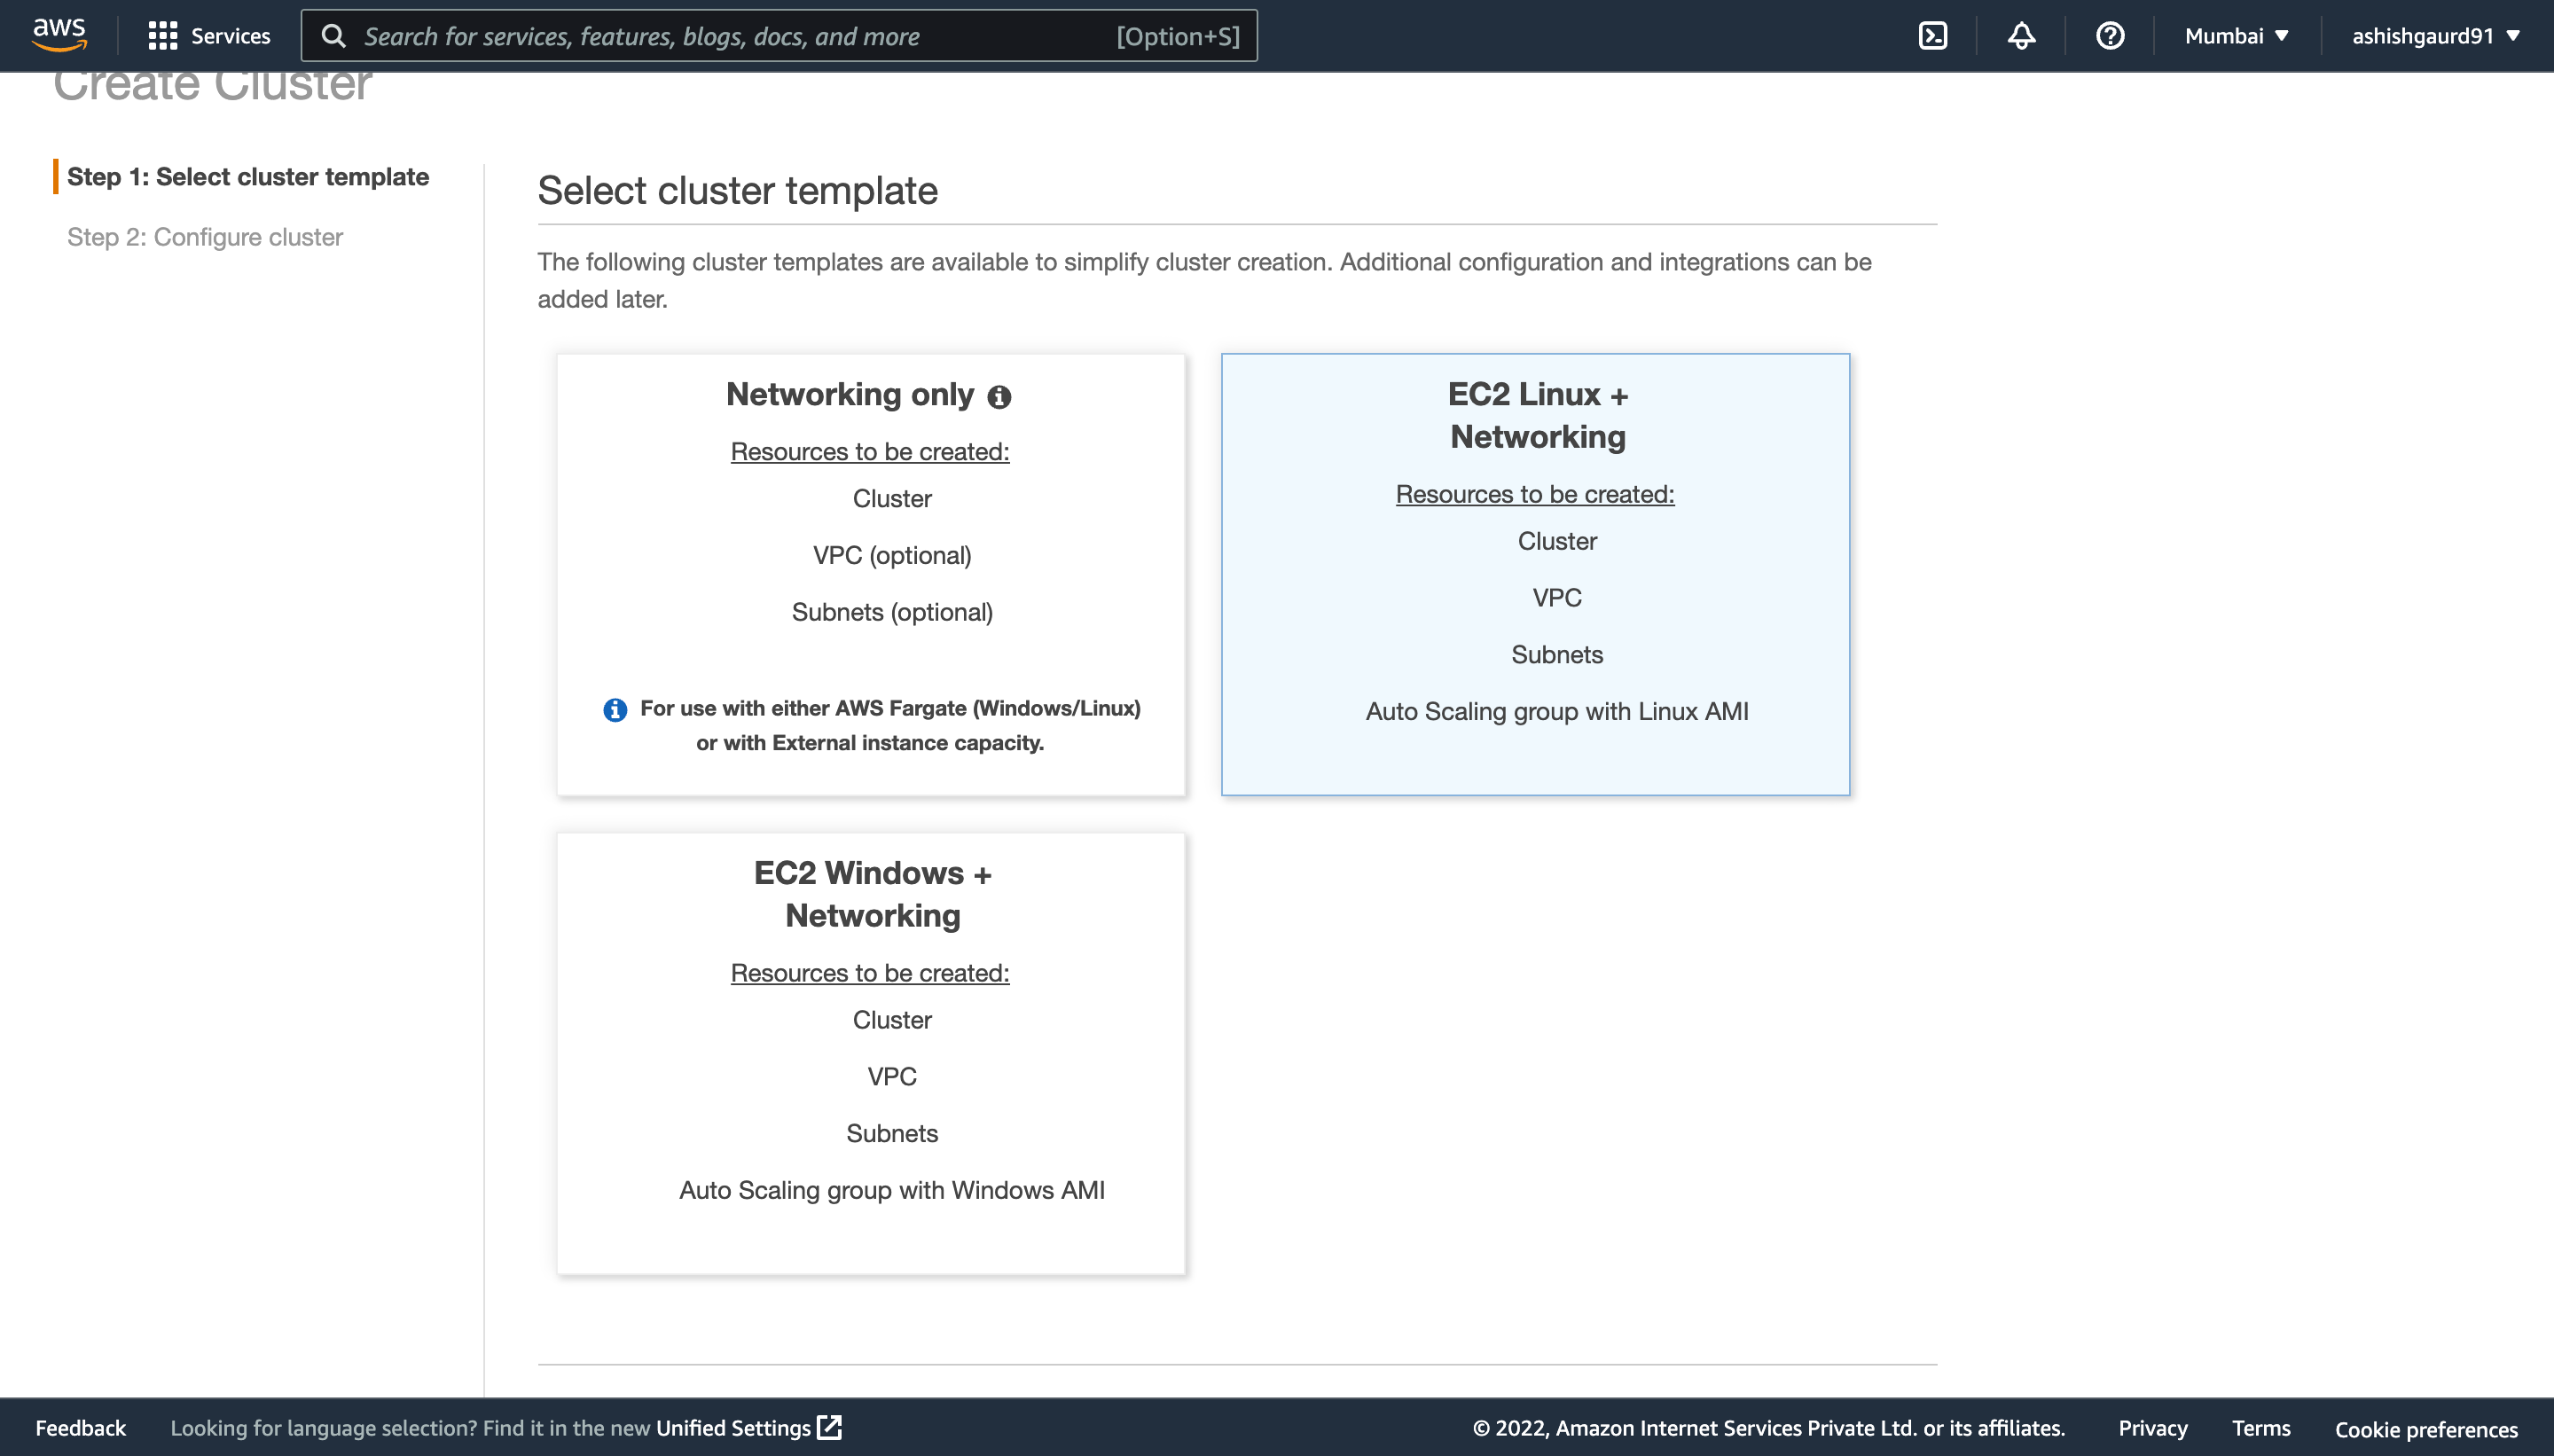 aws
Services
Search for services, features, blogs, docs, and more
[Option+S]
Mumbai
ashishgaurd91
Create Cluster
Step 1: Select cluster template
Step 2: Configure cluster
Select cluster template
The following cluster templates are available to simplify cluster creation. Additional configuration and integrations can be
added later.
Networking only
Resources to be created:
Cluster
VPC (optional)
Subnets (optional)
For use with either AWS Fargate (Windows/Linux)
or with External instance capacity.
EC2 Linux +
Networking
Resources to be created:
Cluster
VPC
Subnets
Auto Scaling group with Linux AMI
EC2 Windows +
Networking
Resources to be created:
Cluster
VPC
Subnets
Auto Scaling group with Windows AMI
Feedback
Looking for language selection? Find it in the new Unified Settings
© 2022, Amazon Internet Services Private Ltd. or its affiliates.
Privacy
Terms
Cookie preferences